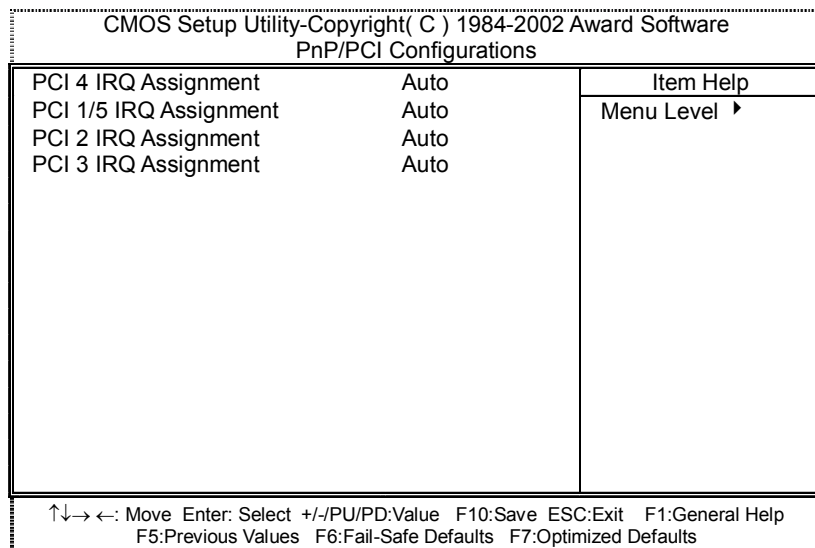 CMOS Setup Utility-Copyright( C ) 1984-2002 Award Software
PnP/PCI Configurations
PCI 4 IRQ Assignment Auto
PCI 1/5 IRQ Assignment Auto
PCI 2 IRQ Assignment Auto
PCI 3 IRQ Assignment Auto
Item Help
Menu Level ▸
↑↓→ ←: Move Enter: Select +/-/PU/PD:Value F10:Save ESC:Exit F1:General Help
F5:Previous Values F6:Fail-Safe Defaults F7:Optimized Defaults